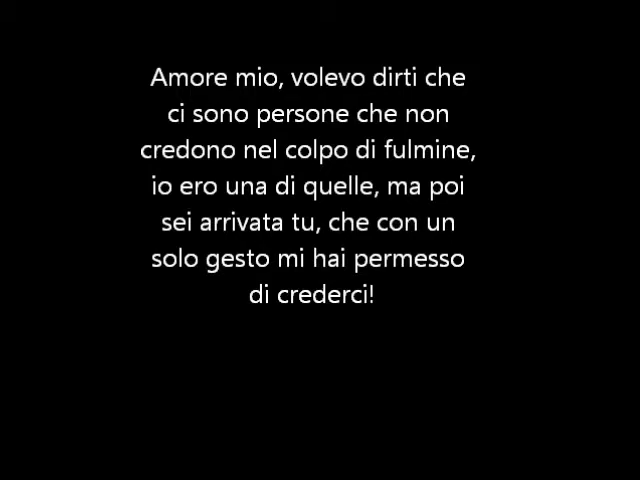 Amore mio, volevo dirti che
ci sono persone che non
credono nel colpo di fulmine,
io ero una di quelle, ma poi
sei arrivata tu, che con un
solo gesto mi hai permesso
di crederci!